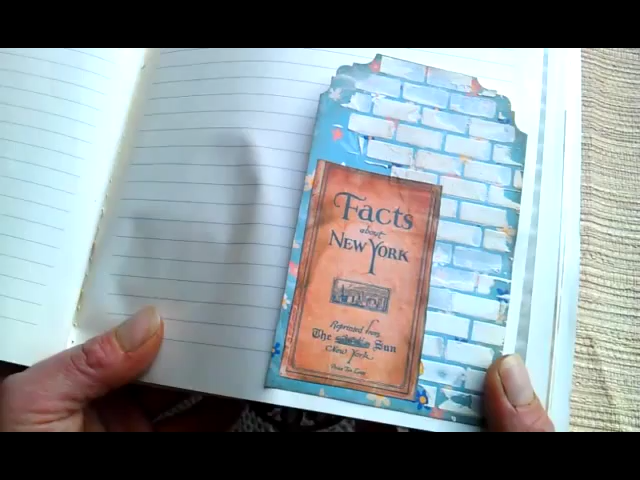 Facts
about
NEW YORK
Reprinted from
The Sun
New York